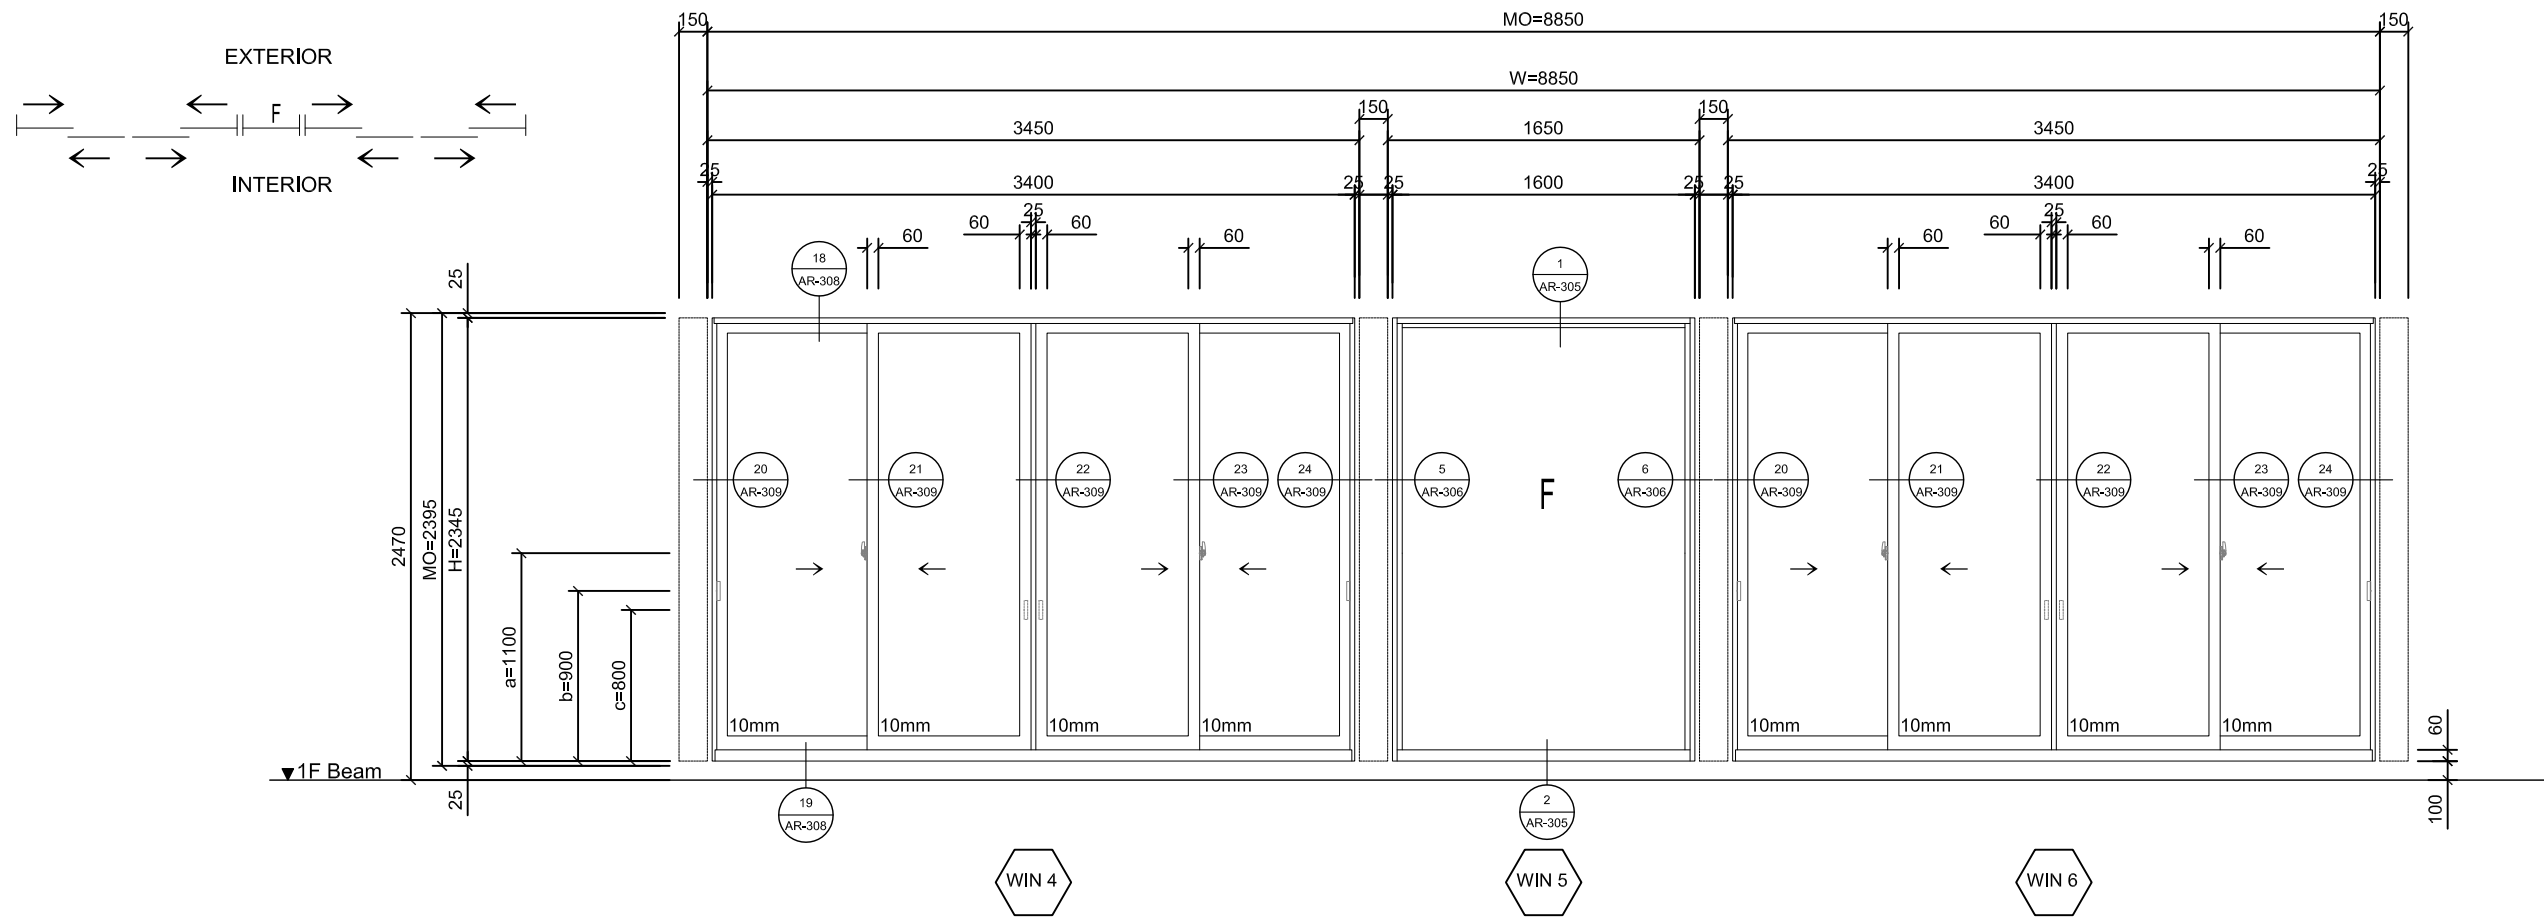 150 MO=8850 150
EXTERIOR
W=8850
F
150 150
3450 1650 3450
INTERIOR
25 3400 25 25 1600 25 25 3400 25
25 25
60 60 60 60 60 60 60 60
18
AR-308
1
AR-305
25
20 21 22 23 24 5 6 20 21 22 23 24
AR-309 AR-309 AR-309 AR-309 AR-309 AR-306 AR-306 AR-309 AR-309 AR-309 AR-309 AR-309
F
2470
MO=2395
H=2345
a=1100
b=900
c=800
10mm 10mm 10mm 10mm 10mm 10mm 10mm 10mm
60
1F Beam
25
100
19
AR-308
2
AR-305
WIN 4 WIN 5 WIN 6